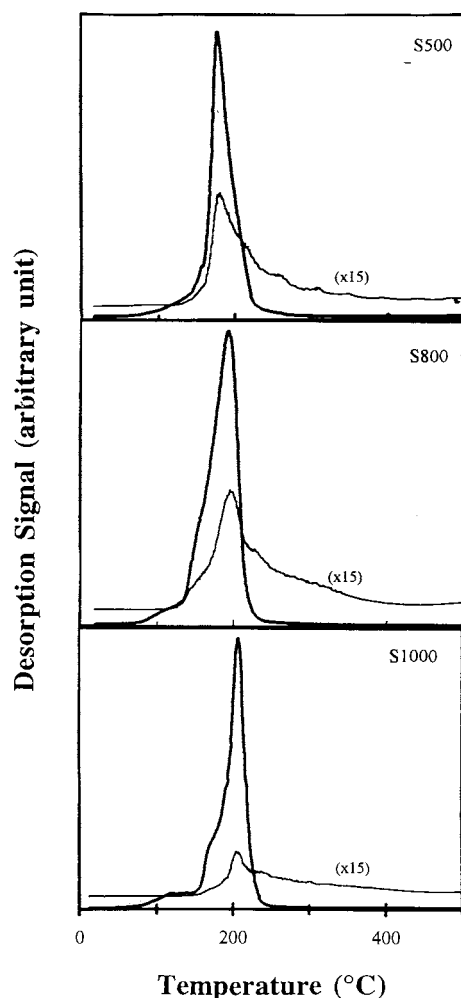 S500
(x15)
S800
(x15)
S1000
(x15)
Desorption Signal (arbitrary unit)
0 200 400
Temperature (°C)